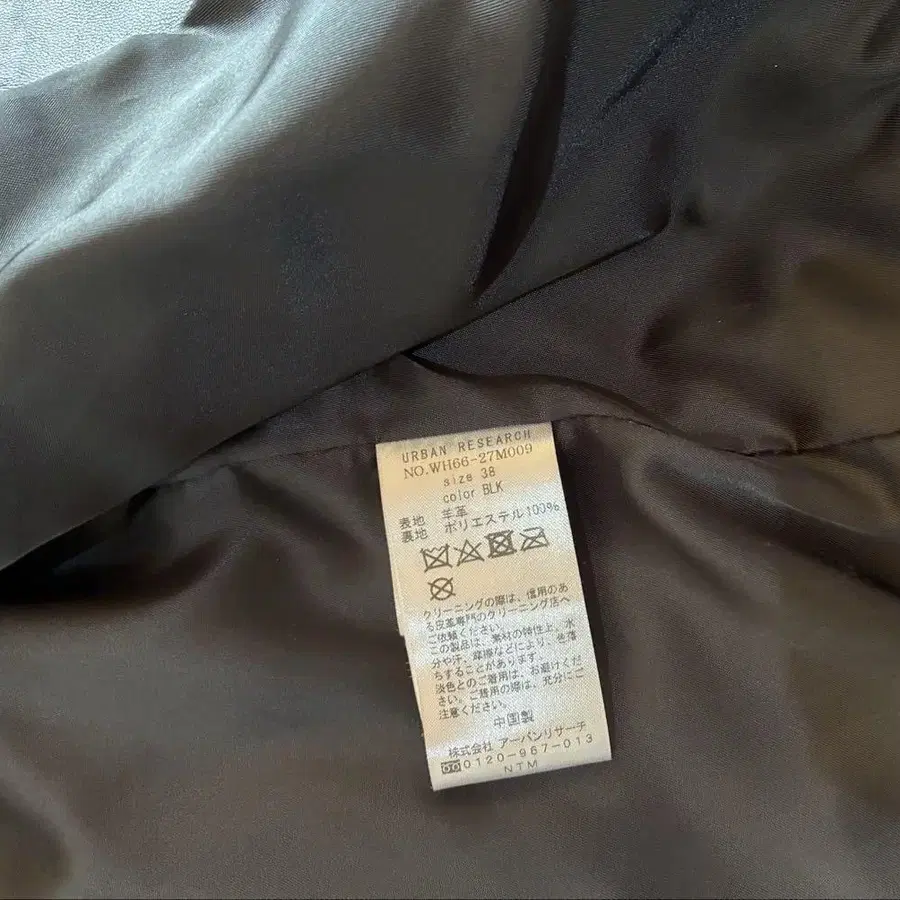 URBAN RESEARCH
NO.WH66-27M009
size 38
color BLK
表地 羊革
裏地 ポリエステル100%
クリーニングの際は、信用のあ
る皮革専門のクリーニング店へ
ご依頼ください。
この製品は、素材の特性上、水
分や汗、摩擦などにより、色落
ちすることがあります。
淡色とのご着用は、お避けくだ
さい。ご着用の際は、充分にご
注意ください。
中国製
株式会社 アーバンリサーチ
0120-967-013
NTM